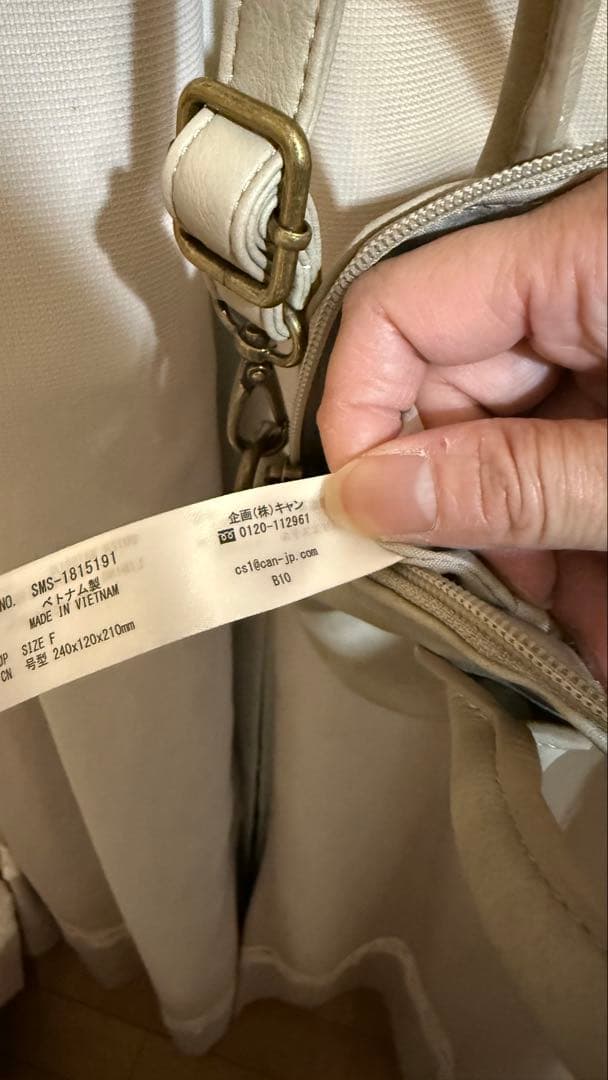 NO. SMS-1815191
ベトナム製
MADE IN VIETNAM
JP SIZE F
CN 号型 240x120x210mm
企画(株)キャン
0120-112961
cs1@can-jp.com
B10